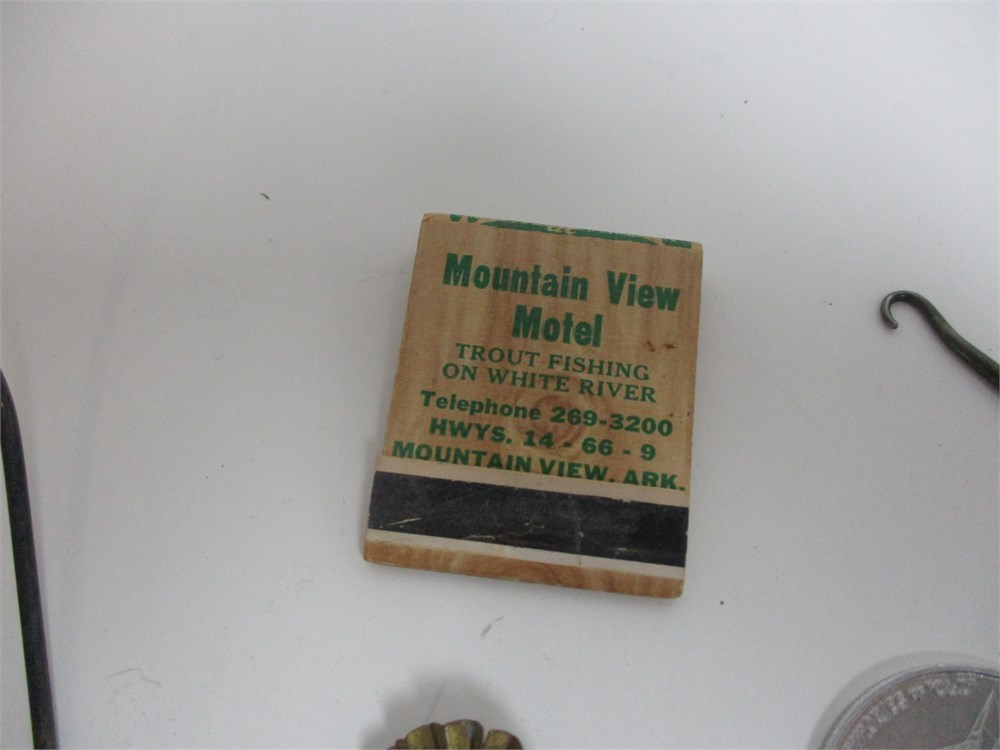 Mountain View
Motel
TROUT FISHING
ON WHITE RIVER
Telephone 269-3200
HWYS. 14 - 66 - 9
MOUNTAIN VIEW, ARK.